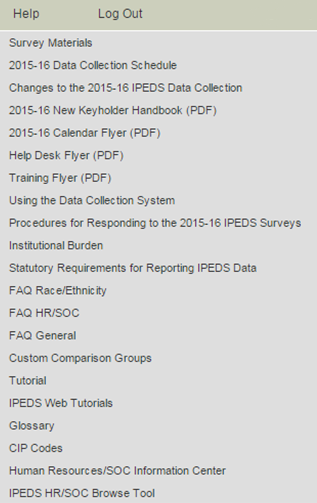 Help Log Out
Survey Materials
2015-16 Data Collection Schedule
Changes to the 2015-16 IPEDS Data Collection
2015-16 New Keyholder Handbook (PDF)
2015-16 Calendar Flyer (PDF)
Help Desk Flyer (PDF)
Training Flyer (PDF)
Using the Data Collection System
Procedures for Responding to the 2015-16 IPEDS Surveys
Institutional Burden
Statutory Requirements for Reporting IPEDS Data
FAQ Race/Ethnicity
FAQ HR/SOC
FAQ General
Custom Comparison Groups
Tutorial
IPEDS Web Tutorials
Glossary
CIP Codes
Human Resources/SOC Information Center
IPEDS HR/SOC Browse Tool